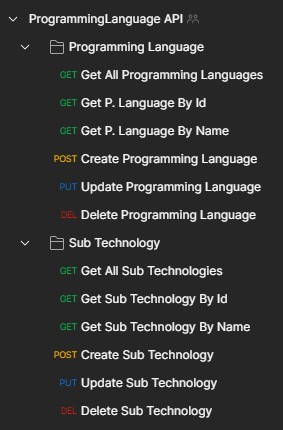 ProgrammingLanguage API
Programming Language
GET Get All Programming Languages
GET Get P. Language By Id
GET Get P. Language By Name
POST Create Programming Language
PUT Update Programming Language
DEL Delete Programming Language
Sub Technology
GET Get All Sub Technologies
GET Get Sub Technology By Id
GET Get Sub Technology By Name
POST Create Sub Technology
PUT Update Sub Technology
DEL Delete Sub Technology